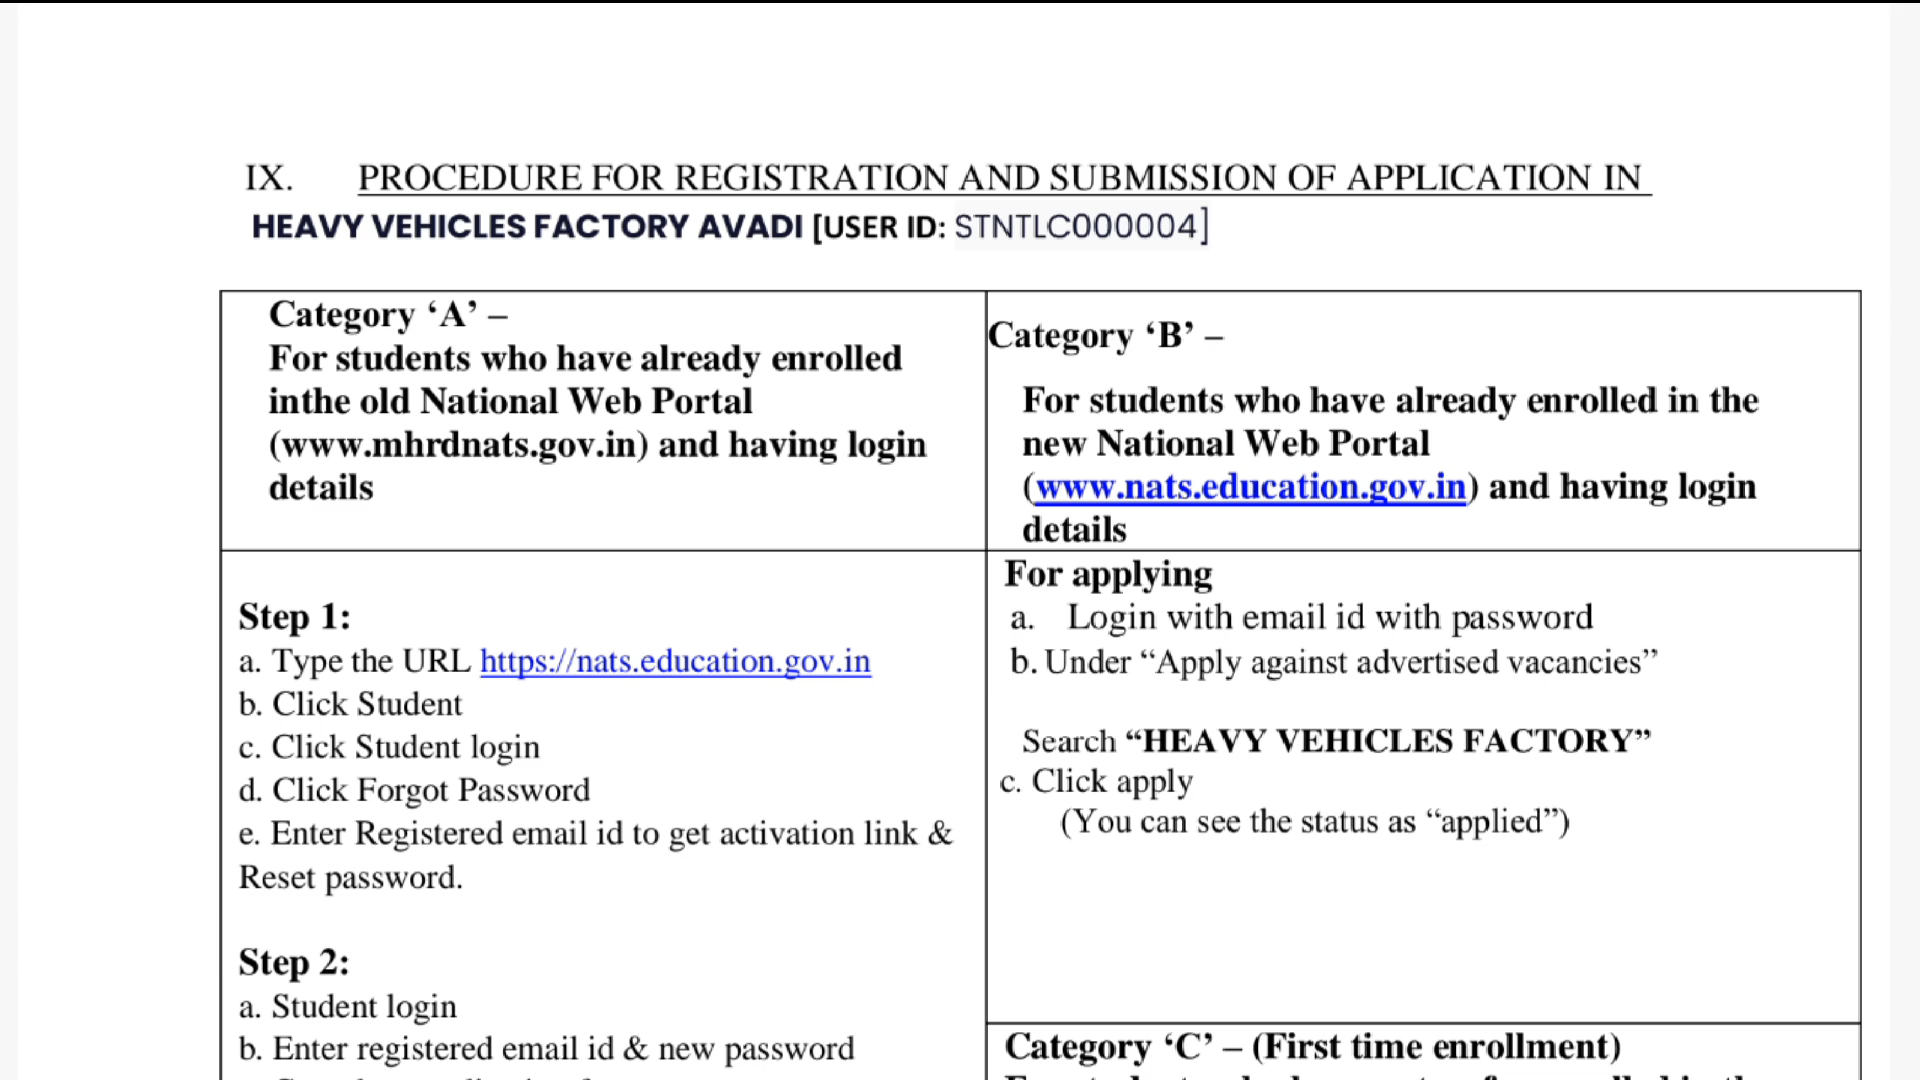 IX. PROCEDURE FOR REGISTRATION AND SUBMISSION OF APPLICATION IN
HEAVY VEHICLES FACTORY AVADI [USER ID: STNTLC000004]
Category ‘A’ –
For students who have already enrolled
inthe old National Web Portal
(www.mhrdnats.gov.in) and having login
details
Category ‘B’ –
For students who have already enrolled in the
new National Web Portal
(www.nats.education.gov.in) and having login
details
Step 1:
a. Type the URL https://nats.education.gov.in
b. Click Student
c. Click Student login
d. Click Forgot Password
e. Enter Registered email id to get activation link &
Reset password.
Step 2:
a. Student login
b. Enter registered email id & new password
For applying
a. Login with email id with password
b. Under “Apply against advertised vacancies”
Search “HEAVY VEHICLES FACTORY”
c. Click apply
(You can see the status as “applied”)
Category ‘C’ – (First time enrollment)